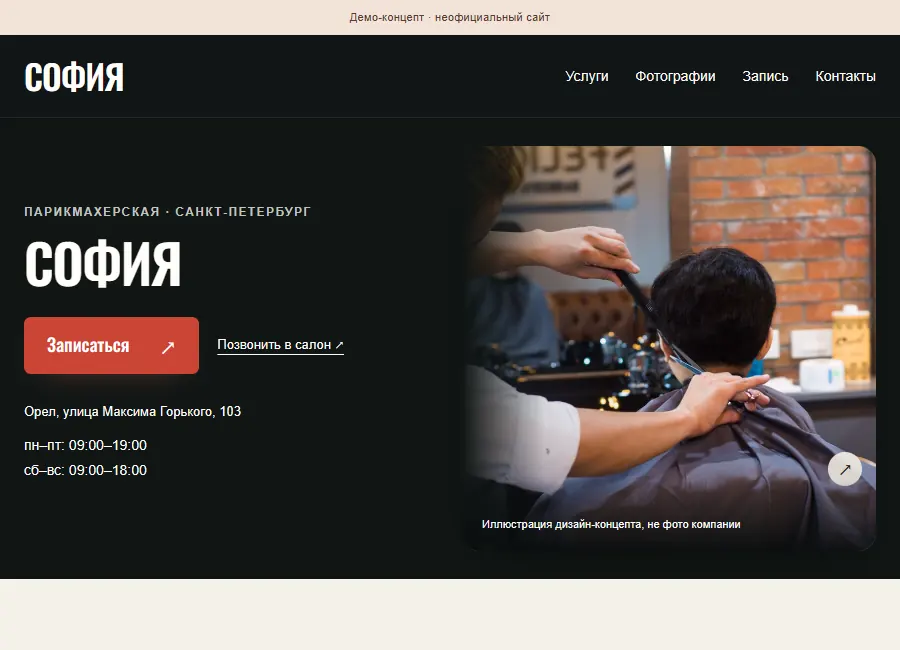 Демо-концепт · неофициальный сайт
СОФИЯ
Услуги Фотографии Запись Контакты
ПАРИКМАХЕРСКАЯ · САНКТ-ПЕТЕРБУРГ
СОФИЯ
Записаться ↗
Позвонить в салон ↗
Орел, улица Максима Горького, 103
пн–пт: 09:00–19:00
сб–вс: 09:00–18:00
↗
Иллюстрация дизайн-концепта, не фото компании